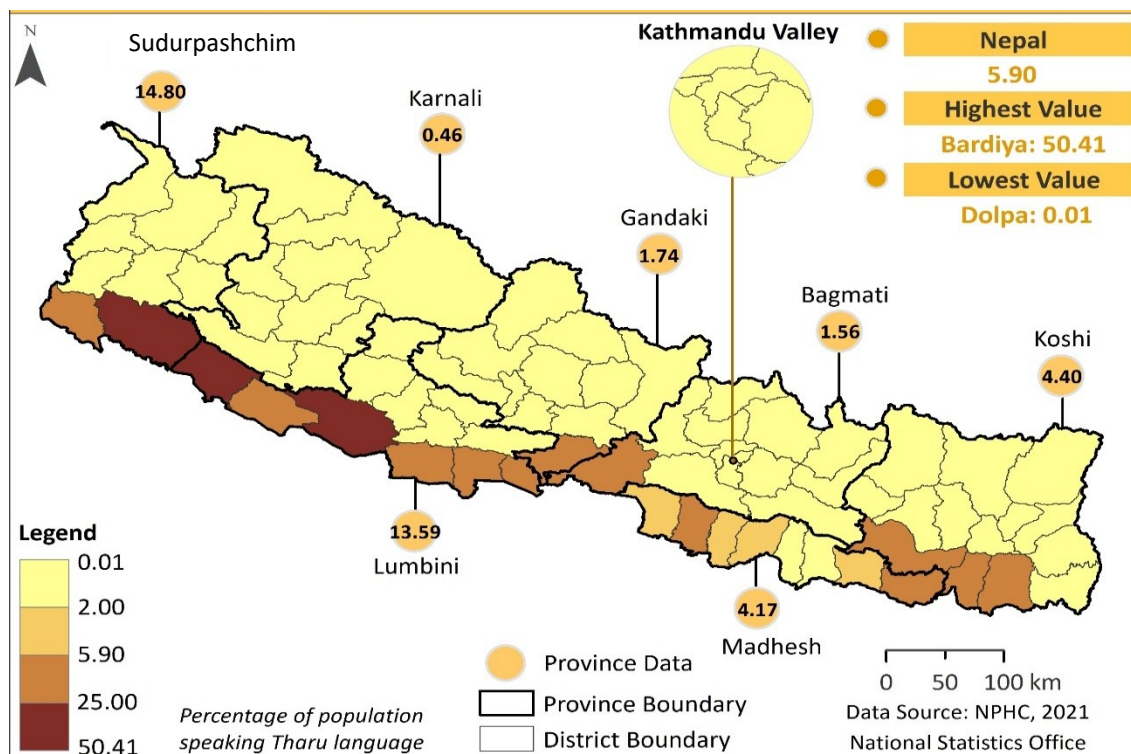 N
Sudurpashchim
14.80
Karnali
0.46
Kathmandu Valley
Gandaki
1.74
Bagmati
1.56
Koshi
4.40
Nepal
5.90
Highest Value
Bardiya: 50.41
Lowest Value
Dolpa: 0.01
13.59
Lumbini
4.17
Madhesh
Legend
0.01
2.00
5.90
25.00
50.41
Percentage of population
speaking Tharu language
Province Data
Province Boundary
District Boundary
0 50 100 km
Data Source: NPHC, 2021
National Statistics Office